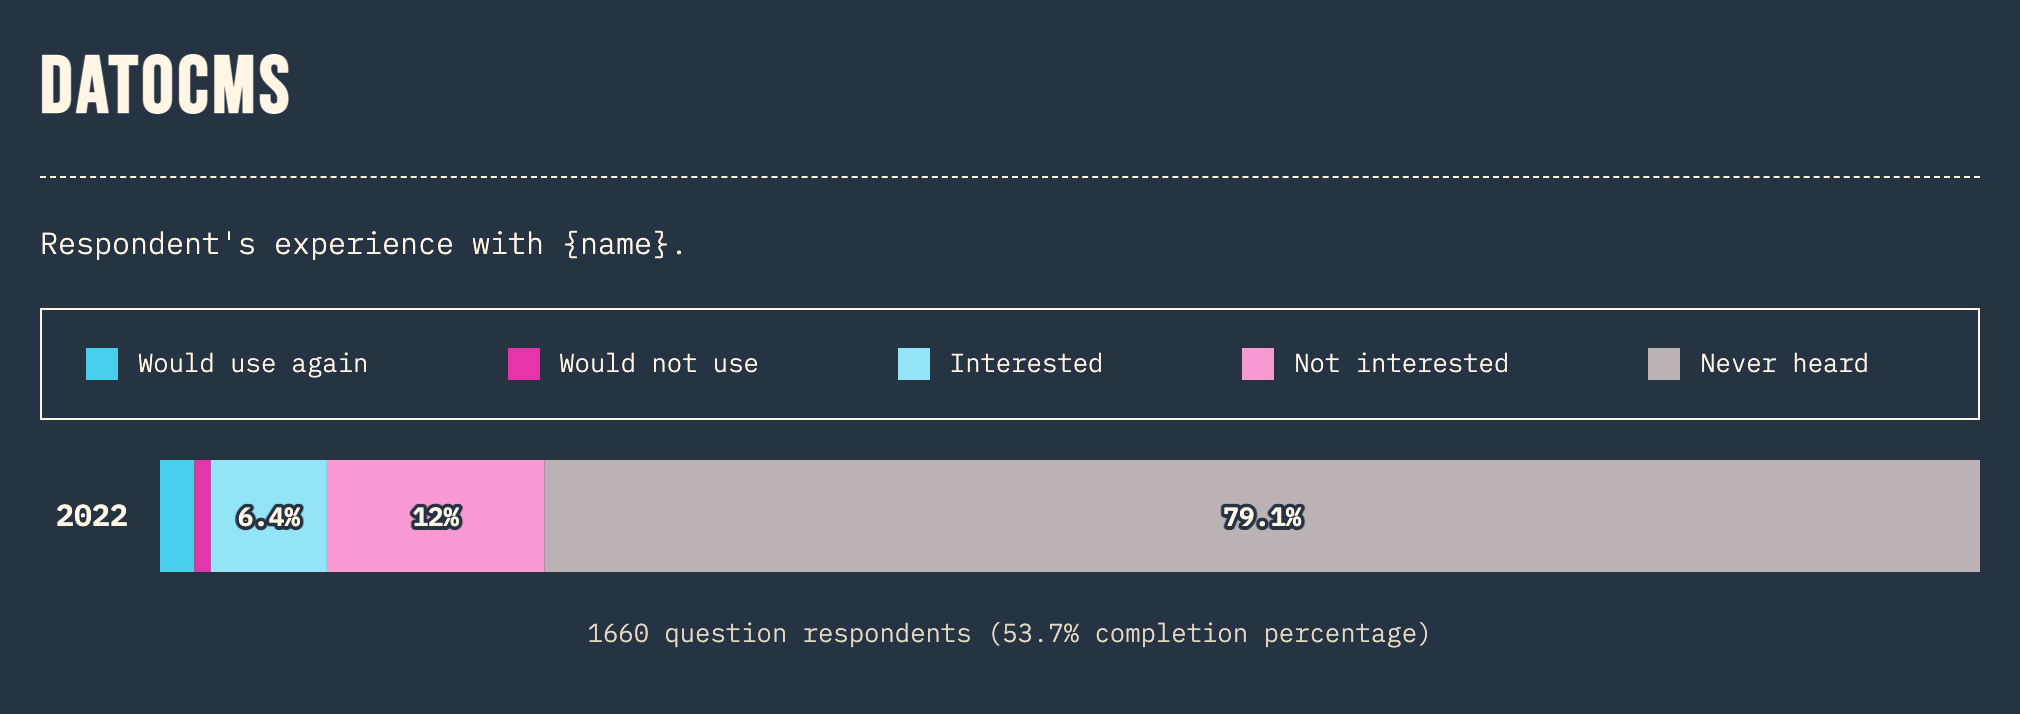 DATOCMS
Respondent's experience with {name}.
Would use again
Would not use
Interested
Not interested
Never heard
2022
6.4%
12%
79.1%
1660 question respondents (53.7% completion percentage)